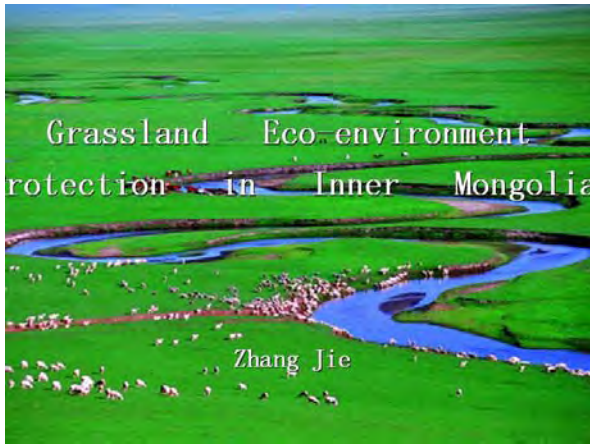 Grassland Eco-environment
rotection in Inner Mongolia
Zhang Jie